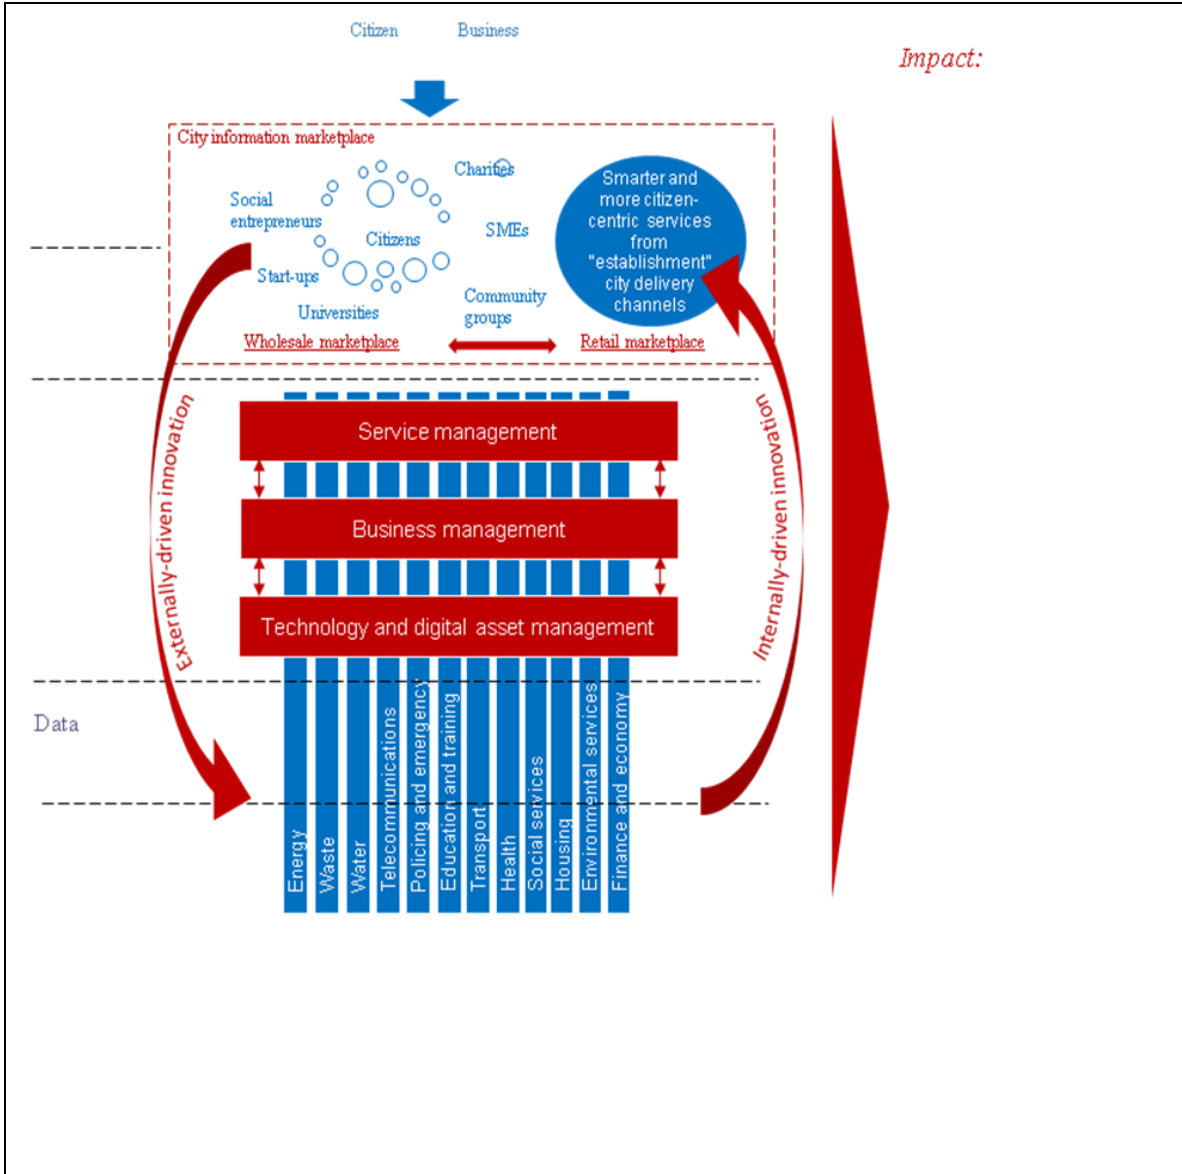 Citizen Business
Impact:
City information marketplace
Charities
Social
entrepreneurs
Citizens
SMEs
Start-ups
Universities
Community
groups
Smarter and
more citizen-
centric services
from
"establishment"
city delivery
channels
Wholesale marketplace
Retail marketplace
Externally-driven innovation
Internally-driven innovation
Service management
Business management
Technology and digital asset management
Data
Energy
Waste
Water
Telecommunications
Policing and emergency
Education and training
Transport
Health
Social services
Housing
Environmental services
Finance and economy